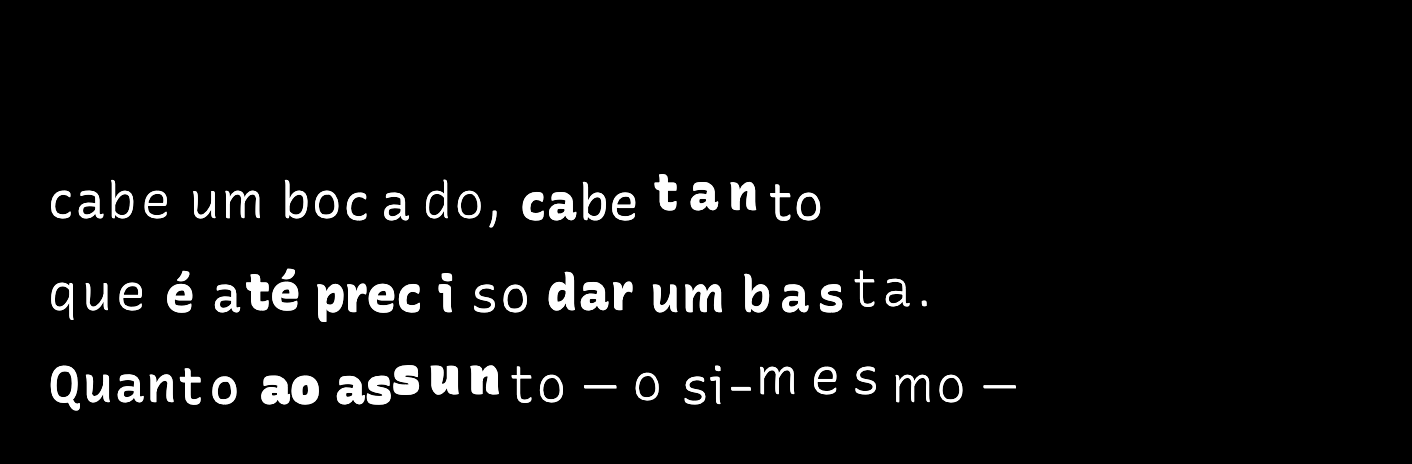 cabe um bocado, cabe tanto
que é até preciso dar um basta.
Quanto ao assunto — o si-mesmo —